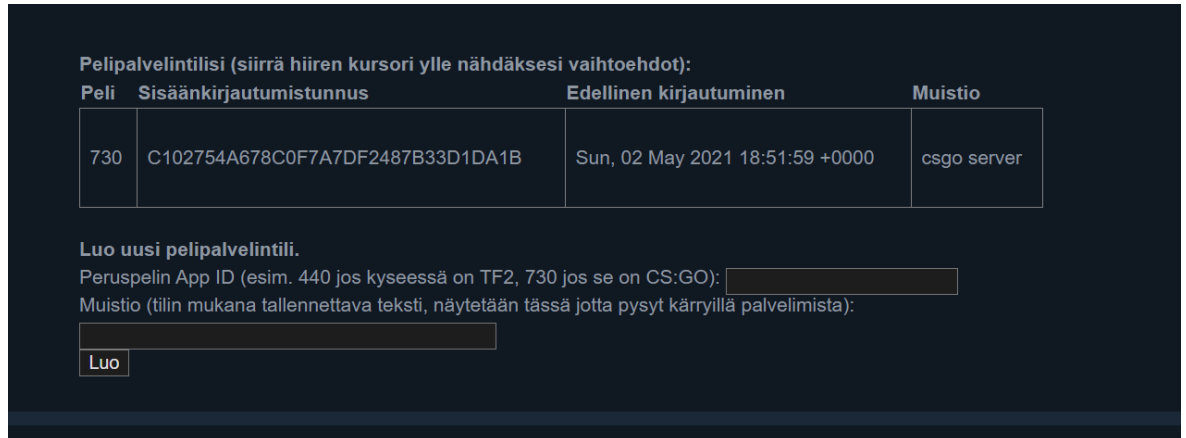 Pelipalvelintilisi (siirrä hiiren kursori ylle nähdäksesi vaihtoehdot):
Peli Sisäänkirjautumistunnus Edellinen kirjautuminen Muistio
730 C102754A678C0F7A7DF2487B33D1DA1B Sun, 02 May 2021 18:51:59 +0000 csgo server
Luo uusi pelipalvelintili.
Peruspelin App ID (esim. 440 jos kyseessä on TF2, 730 jos se on CS:GO):
Muistio (tilin mukana tallennettava teksti, näytetään tässä jotta pysyt kärryillä palvelimista):
Luo